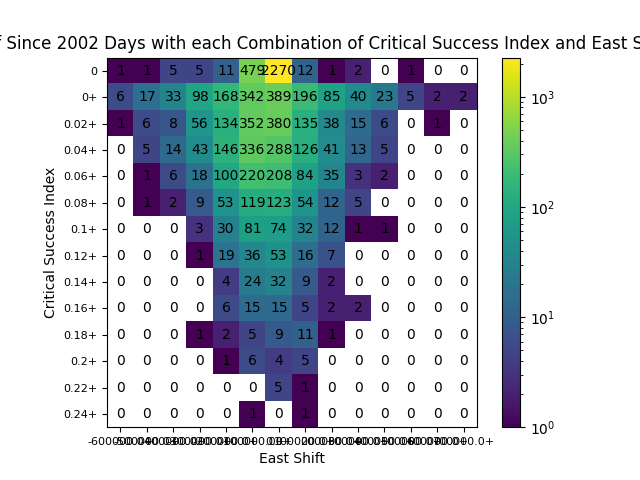 Since 2002 Days with each Combination of Critical Success Index and East S
0 1 1 5 5 11 479 2270 12 1 2 0 1 0 0
0+ 6 17 33 98 168 342 389 196 85 40 23 5 2 2
0.02+ 1 6 8 56 134 352 380 135 38 15 6 0 1 0
0.04+ 0 5 14 43 146 336 288 126 41 13 5 0 0 0
0.06+ 0 1 6 18 100 220 208 84 35 3 2 0 0 0
0.08+ 0 1 2 9 53 119 123 54 12 5 0 0 0 0
0.1+ 0 0 0 3 30 81 74 32 12 1 1 0 0 0
0.12+ 0 0 0 1 19 36 53 16 7 0 0 0 0 0
0.14+ 0 0 0 0 4 24 32 9 2 0 0 0 0 0
0.16+ 0 0 0 0 6 15 15 5 2 2 0 0 0 0
0.18+ 0 0 0 1 2 5 9 11 1 0 0 0 0 0
0.2+ 0 0 0 0 1 6 4 5 0 0 0 0 0 0
0.22+ 0 0 0 0 0 0 5 1 0 0 0 0 0 0
0.24+ 0 0 0 0 0 1 0 1 0 0 0 0 0 0
Critical Success Index
East Shift
10³
10²
10¹
10⁰